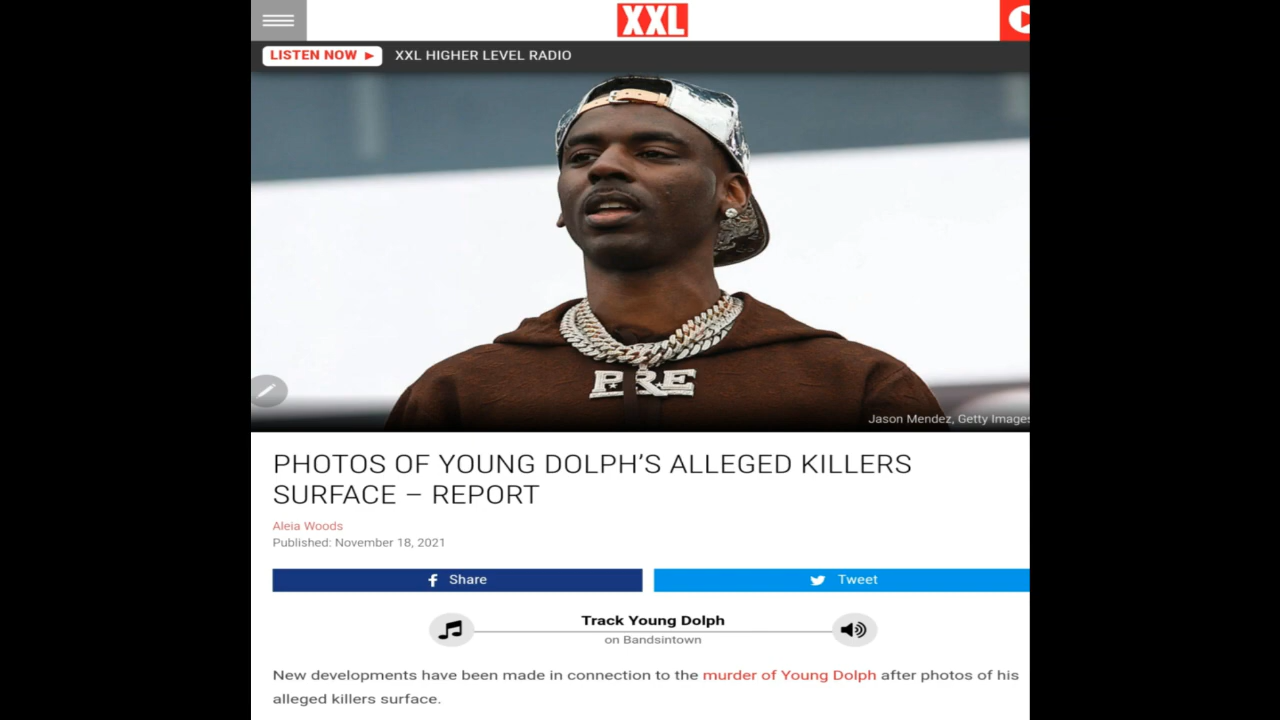 XXL
LISTEN NOW ▶ XXL HIGHER LEVEL RADIO
PRE
Jason Mendez, Getty Images
PHOTOS OF YOUNG DOLPH'S ALLEGED KILLERS
SURFACE – REPORT
Aleia Woods
Published: November 18, 2021
Share
Tweet
Track Young Dolph
on Bandsintown
New developments have been made in connection to the murder of Young Dolph after photos of his
alleged killers surface.